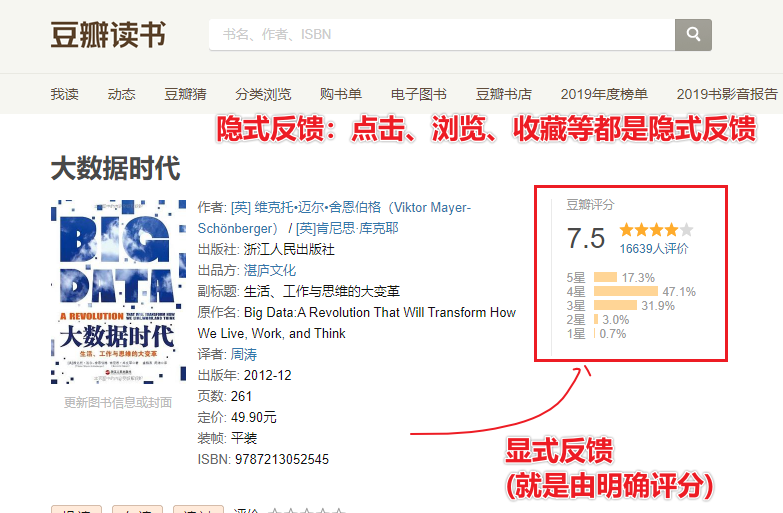 豆瓣读书
书名、作者、ISBN
我读 动态 豆瓣猜 分类浏览 购书单 电子图书 豆瓣书店 2019年度榜单 2019书影音报告
隐式反馈：点击、浏览、收藏等都是隐式反馈
大数据时代
BIG
DATA
A REVOLUTION THAT WILL TRANSFORM HOW WE LIVE, WORK, AND THINK
大数据时代
生活、工作与思维的大变革
更新图书信息或封面
作者: [英] 维克托•迈尔•舍恩伯格（Viktor Mayer-
Schönberger） / [英]肯尼思·库克耶
出版社: 浙江人民出版社
出品方: 湛庐文化
副标题: 生活、工作与思维的大变革
原作名: Big Data:A Revolution That Will Transform How
We Live, Work, and Think
译者: 周涛
出版年: 2012-12
页数: 261
定价: 49.90元
装帧: 平装
ISBN: 9787213052545
豆瓣评分
7.5
16639人评价
5星 17.3%
4星 47.1%
3星 31.9%
2星 3.0%
1星 0.7%
显式反馈
(就是由明确评分)